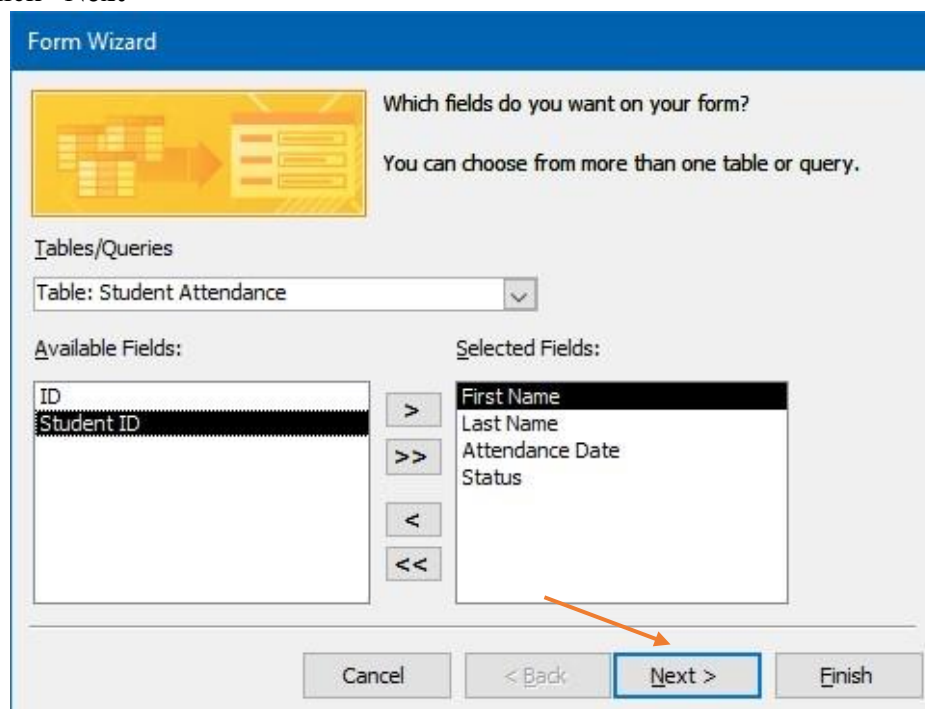 Form Wizard
Which fields do you want on your form?
You can choose from more than one table or query.
Tables/Queries
Table: Student Attendance
Available Fields:
Selected Fields:
ID
Student ID
>
>>
<
<<
First Name
Last Name
Attendance Date
Status
Cancel
< Back
Next >
Finish